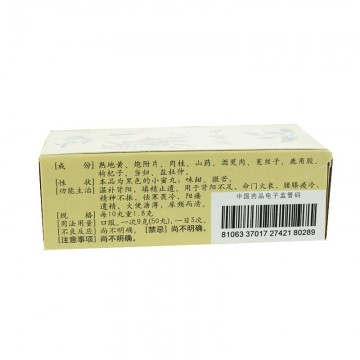 [成　份] 熟地黄、炮附片、肉桂、山药、酒萸肉、菟丝子、鹿角胶、
枸杞子、当归、盐杜仲。
[性　状] 本品为黑色的小蜜丸；味甜、微苦。
[功能主治] 温补肾阳，填精止遗。用于肾阳不足，命门火衰，腰膝酸冷，
精神不振，怯寒畏冷，阳痿
遗精，大便溏薄，尿频而清。
[规　格] 每10丸重1.8克
[用法用量] 口服，一次9克(50丸)，一日3次。
[不良反应] 尚不明确。[禁忌] 尚不明确。
[注意事项] 尚不明确。
中国药品电子监管码
81063 37017 27421 80289